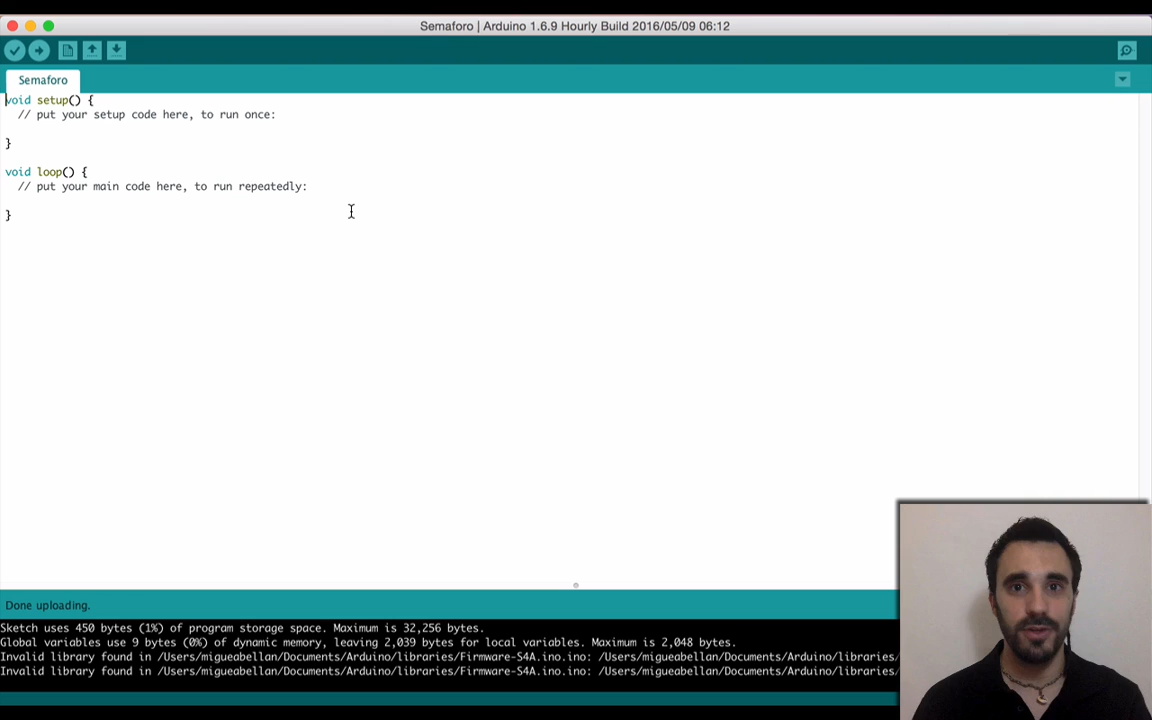 Semaforo | Arduino 1.6.9 Hourly Build 2016/05/09 06:12
Semaforo
void setup() {
// put your setup code here, to run once:
}
void loop() {
// put your main code here, to run repeatedly:
}
Done uploading.
Sketch uses 450 bytes (1%) of program storage space. Maximum is 32,256 bytes.
Global variables use 9 bytes (0%) of dynamic memory, leaving 2,039 bytes for local variables. Maximum is 2,048 bytes.
Invalid library found in /Users/migueabellan/Documents/Arduino/libraries/Firmware-S4A.ino.ino: /Users/migueabellan/Documents/Arduino/libraries/
Invalid library found in /Users/migueabellan/Documents/Arduino/libraries/Firmware-S4A.ino.ino: /Users/migueabellan/Documents/Arduino/libraries/